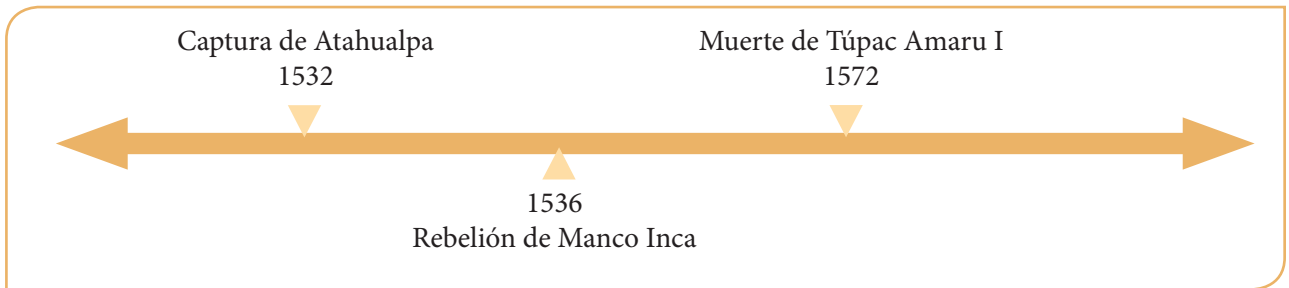 Captura de Atahualpa
1532
Muerte de Túpac Amaru I
1572
1536
Rebelión de Manco Inca